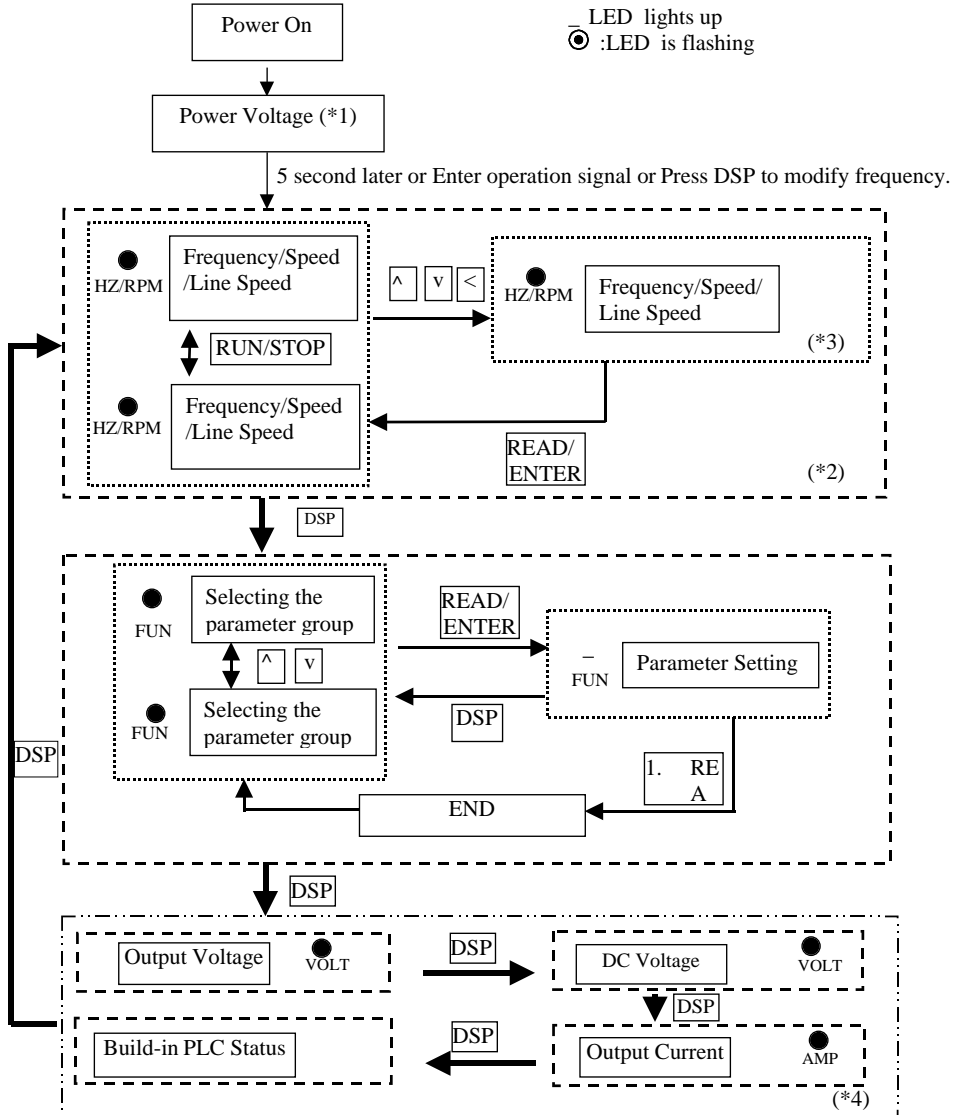 Power On
_ LED lights up
:LED is flashing
Power Voltage (*1)
5 second later or Enter operation signal or Press DSP to modify frequency.
HZ/RPM
Frequency/Speed
/Line Speed
^ v <
HZ/RPM
Frequency/Speed/
Line Speed
(*3)
RUN/STOP
HZ/RPM
Frequency/Speed
/Line Speed
READ/
ENTER
(*2)
DSP
FUN
Selecting the
parameter group
READ/
ENTER
^ v
_
FUN
Parameter Setting
DSP
FUN
Selecting the
parameter group
DSP
1. RE
A
END
DSP
Output Voltage
VOLT
DSP
DC Voltage
VOLT
DSP
Build-in PLC Status
DSP
Output Current
AMP
(*4)